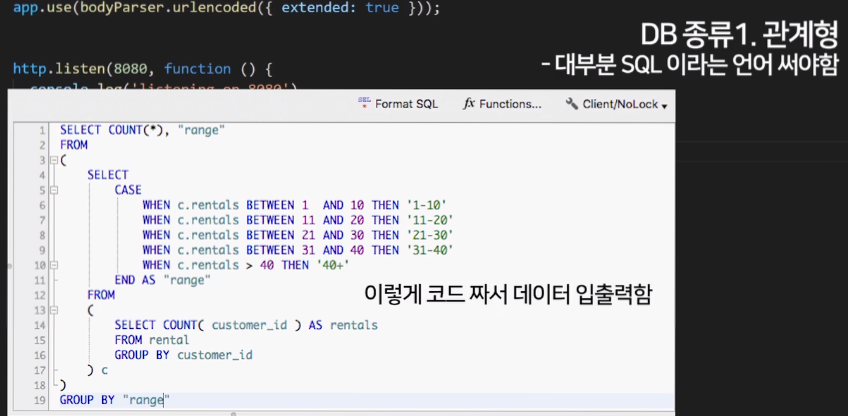 app.use(bodyParser.urlencoded({ extended: true }));
DB 종류1. 관계형
- 대부분 SQL 이라는 언어 써야함
http.listen(8080, function () {
console.log('listening on 8080')
Format SQL fx Functions... Client/NoLock
1 SELECT COUNT(*), "range"
2 FROM
3 (
4 SELECT
5 CASE
6 WHEN c.rentals BETWEEN 1 AND 10 THEN '1-10'
7 WHEN c.rentals BETWEEN 11 AND 20 THEN '11-20'
8 WHEN c.rentals BETWEEN 21 AND 30 THEN '21-30'
9 WHEN c.rentals BETWEEN 31 AND 40 THEN '31-40'
10 WHEN c.rentals > 40 THEN '40+'
11 END AS "range"
12 FROM
이렇게 코드 짜서 데이터 입출력함
13 (
14 SELECT COUNT( customer_id ) AS rentals
15 FROM rental
16 GROUP BY customer_id
17 ) c
18 )
19 GROUP BY "range"